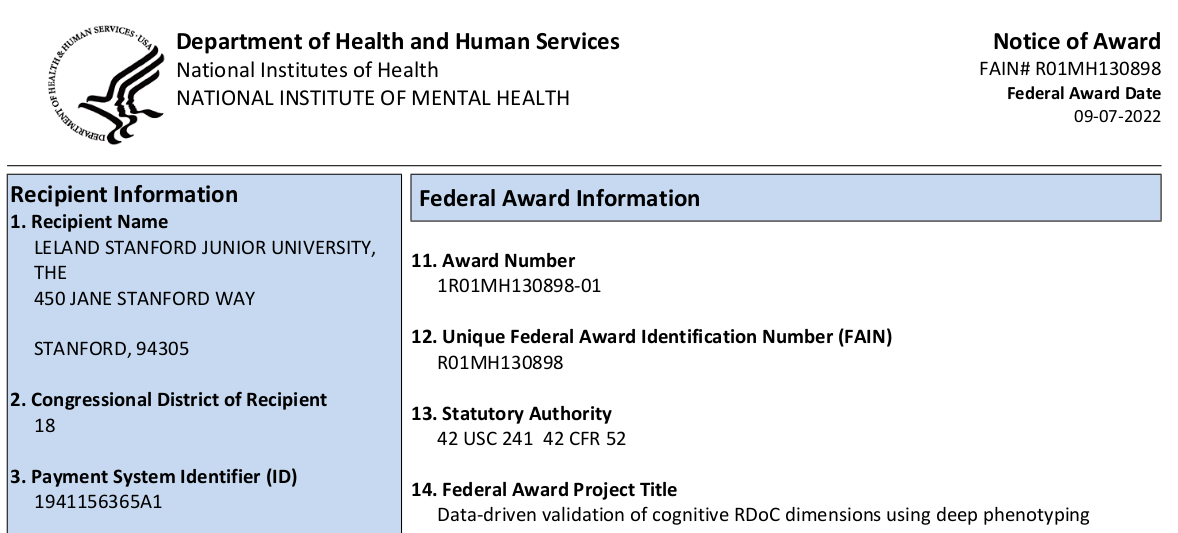 DEPARTMENT OF HEALTH & HUMAN SERVICES · USA
Department of Health and Human Services
National Institutes of Health
NATIONAL INSTITUTE OF MENTAL HEALTH
Notice of Award
FAIN# R01MH130898
Federal Award Date
09-07-2022
Recipient Information
1. Recipient Name
LELAND STANFORD JUNIOR UNIVERSITY,
THE
450 JANE STANFORD WAY
STANFORD, 94305
2. Congressional District of Recipient
18
3. Payment System Identifier (ID)
1941156365A1
Federal Award Information
11. Award Number
1R01MH130898-01
12. Unique Federal Award Identification Number (FAIN)
R01MH130898
13. Statutory Authority
42 USC 241  42 CFR 52
14. Federal Award Project Title
Data-driven validation of cognitive RDoC dimensions using deep phenotyping